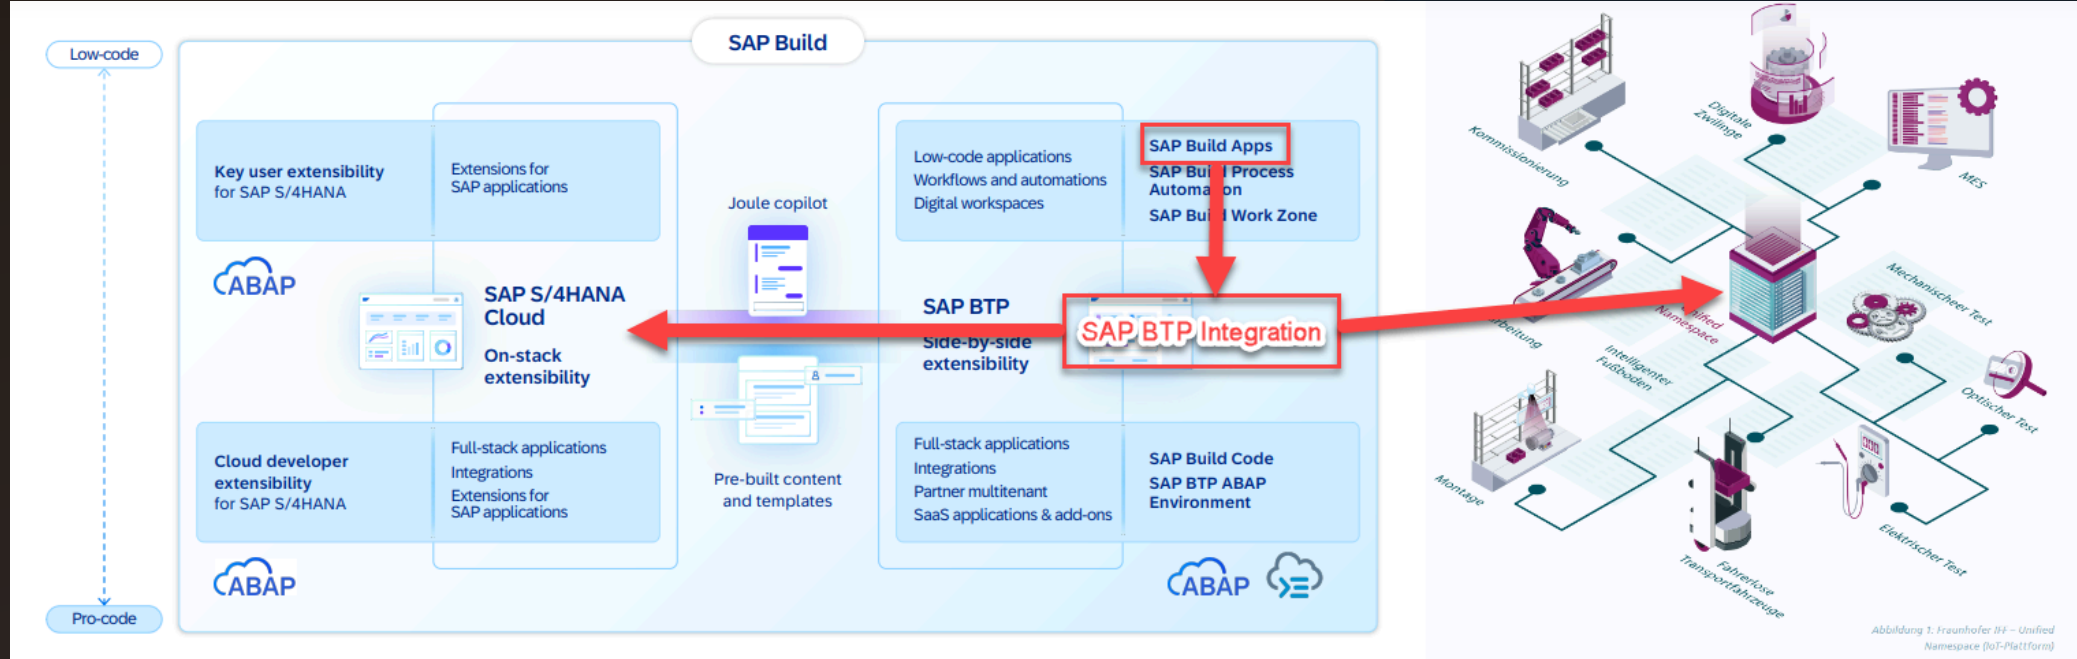 SAP Build
Low-code
Pro-code
Key user extensibility
for SAP S/4HANA
Extensions for
SAP applications
ABAP
SAP S/4HANA
Cloud
On-stack
extensibility
Cloud developer
extensibility
for SAP S/4HANA
Full-stack applications
Integrations
Extensions for
SAP applications
ABAP
Joule copilot
Pre-built content
and templates
Low-code applications
Workflows and automations
Digital workspaces
SAP Build Apps
SAP Build Process
Automation
SAP Build Work Zone
SAP BTP
Side-by-side
extensibility
SAP BTP Integration
Full-stack applications
Integrations
Partner multitenant
SaaS applications & add-ons
SAP Build Code
SAP BTP ABAP
Environment
ABAP
Kommissionierung
Digitale
Zwilinge
MES
arbeitung
Unified
Namespace
Mechanischeer Test
Intelligenter
Fußboden
Optischer Test
Montage
Fahrerlose
Transportfahrzeuge
Elektrischer Test
Abbildung 1: Fraunhofer IFF – Unified
Namespace (IoT-Plattform)